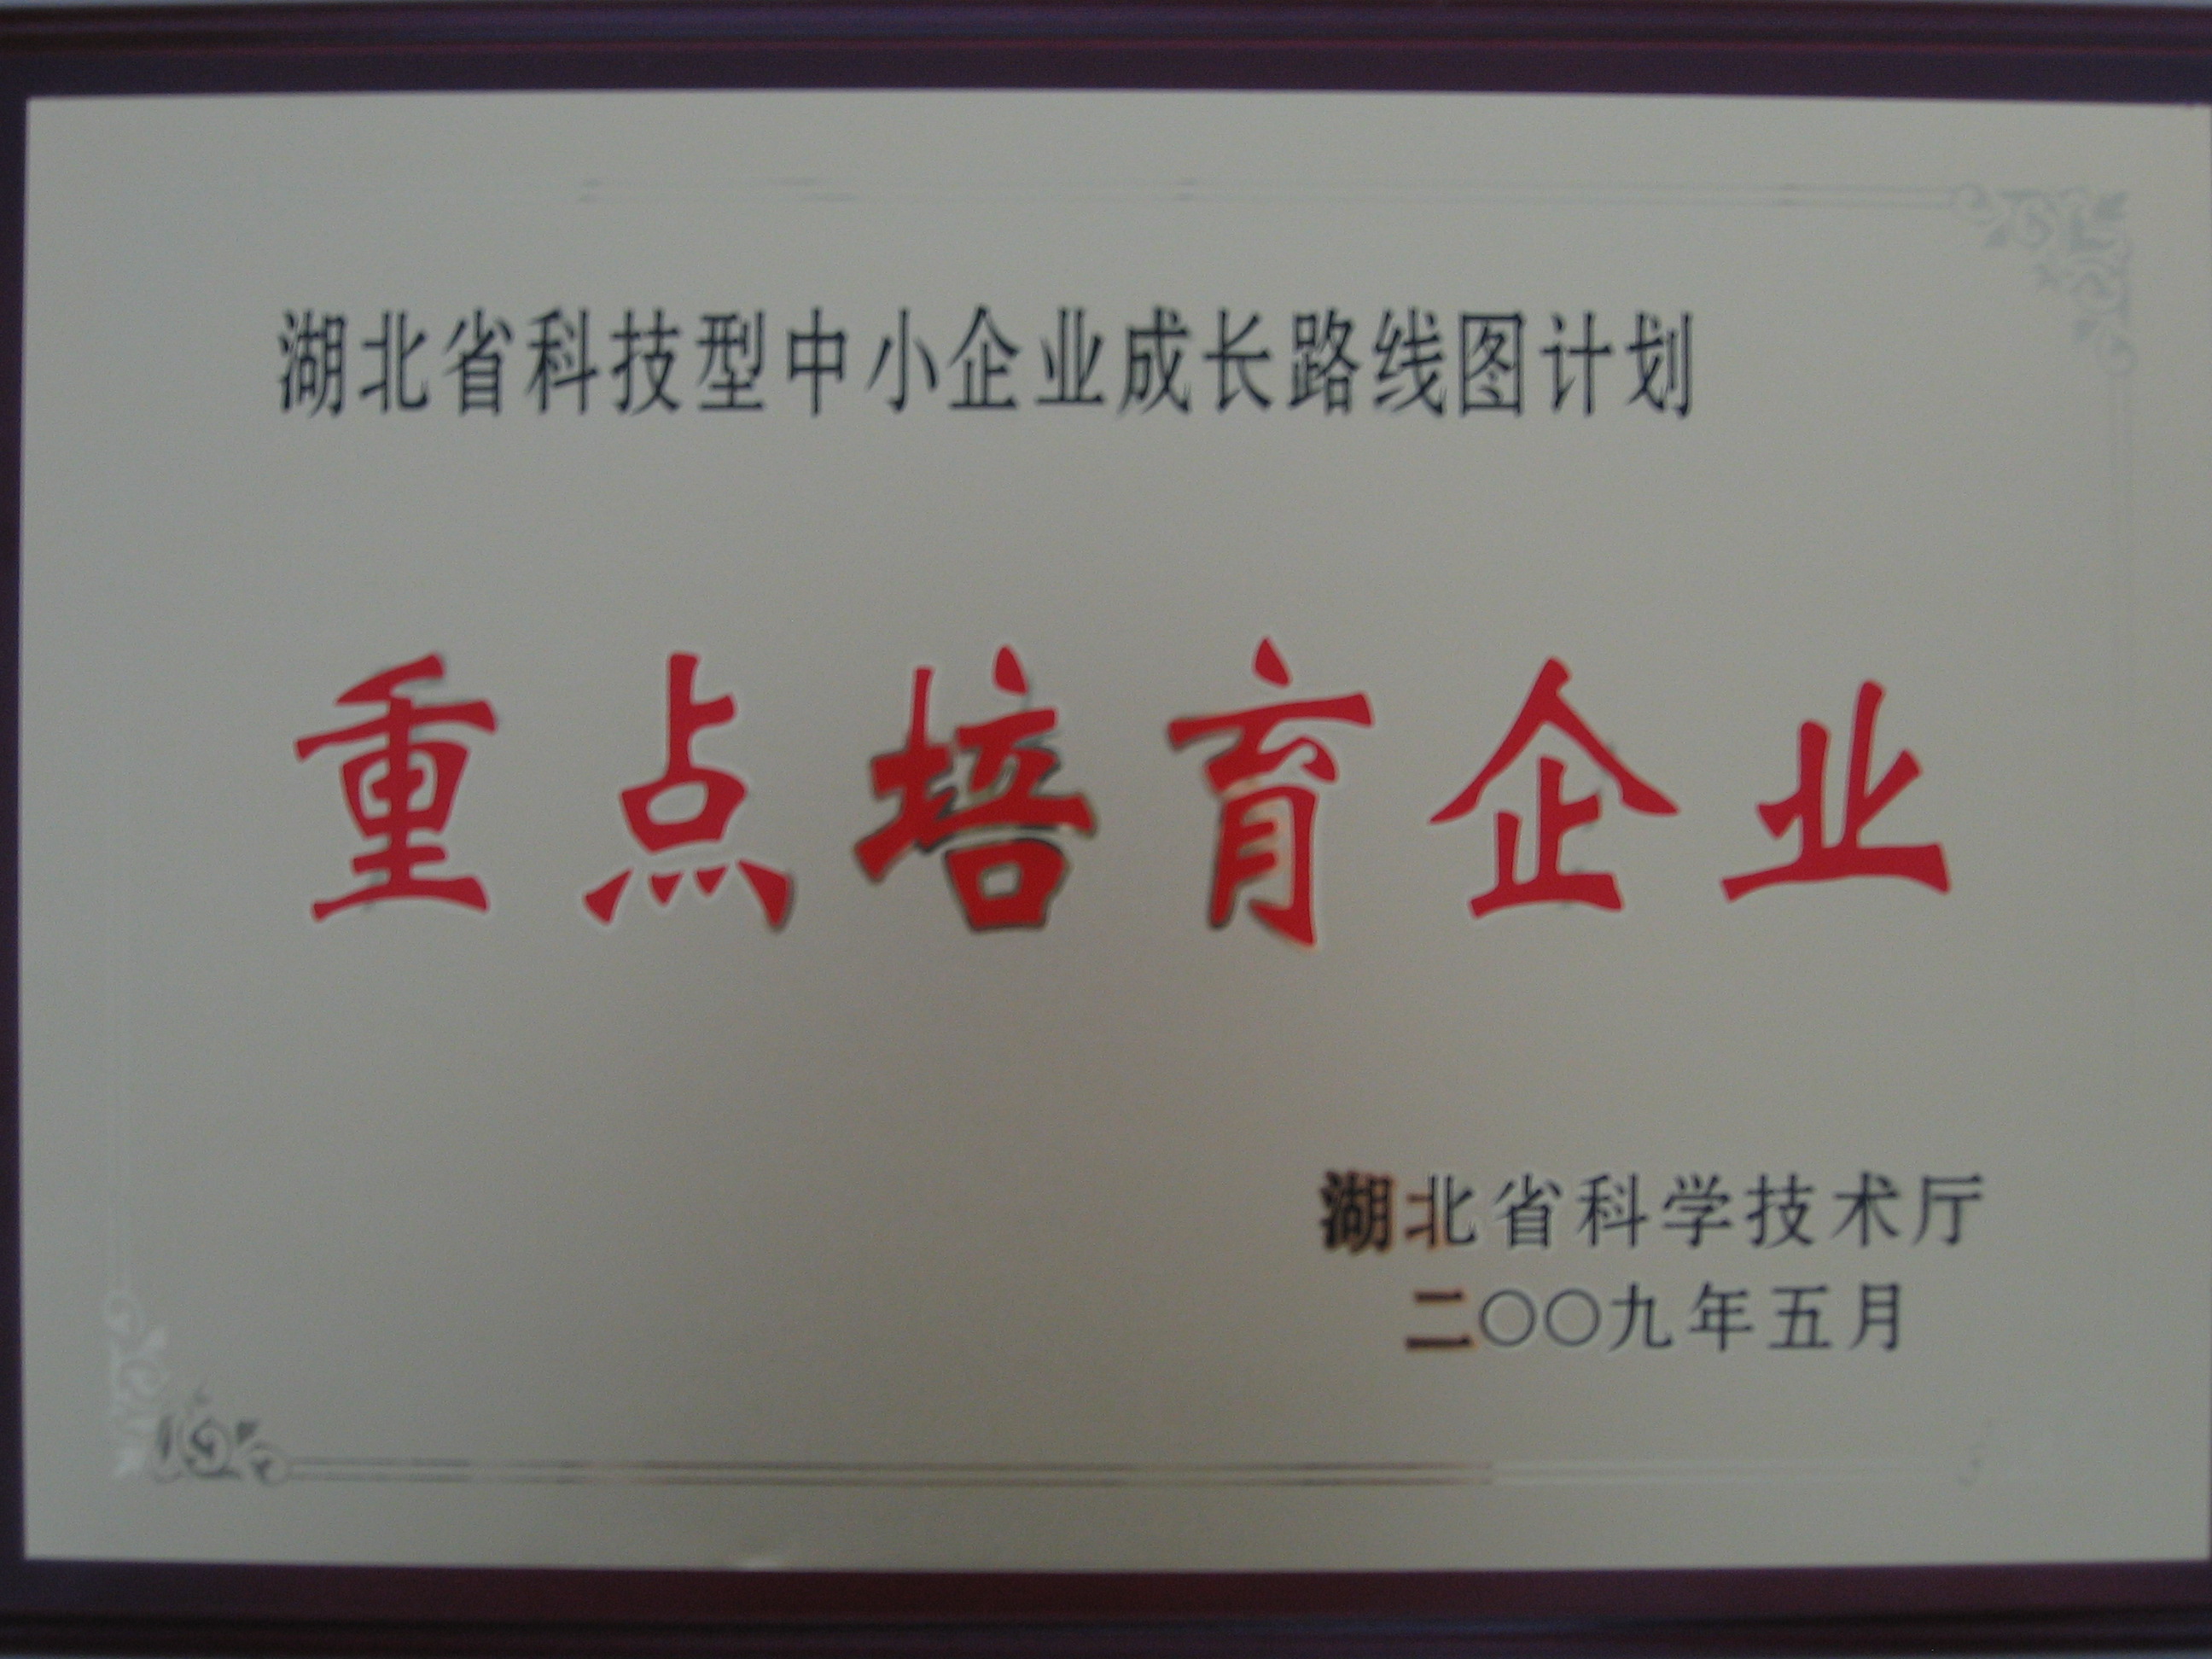 湖北省科技型中小企业成长路线图计划
重点培育企业
湖北省科学技术厅
二〇〇九年五月